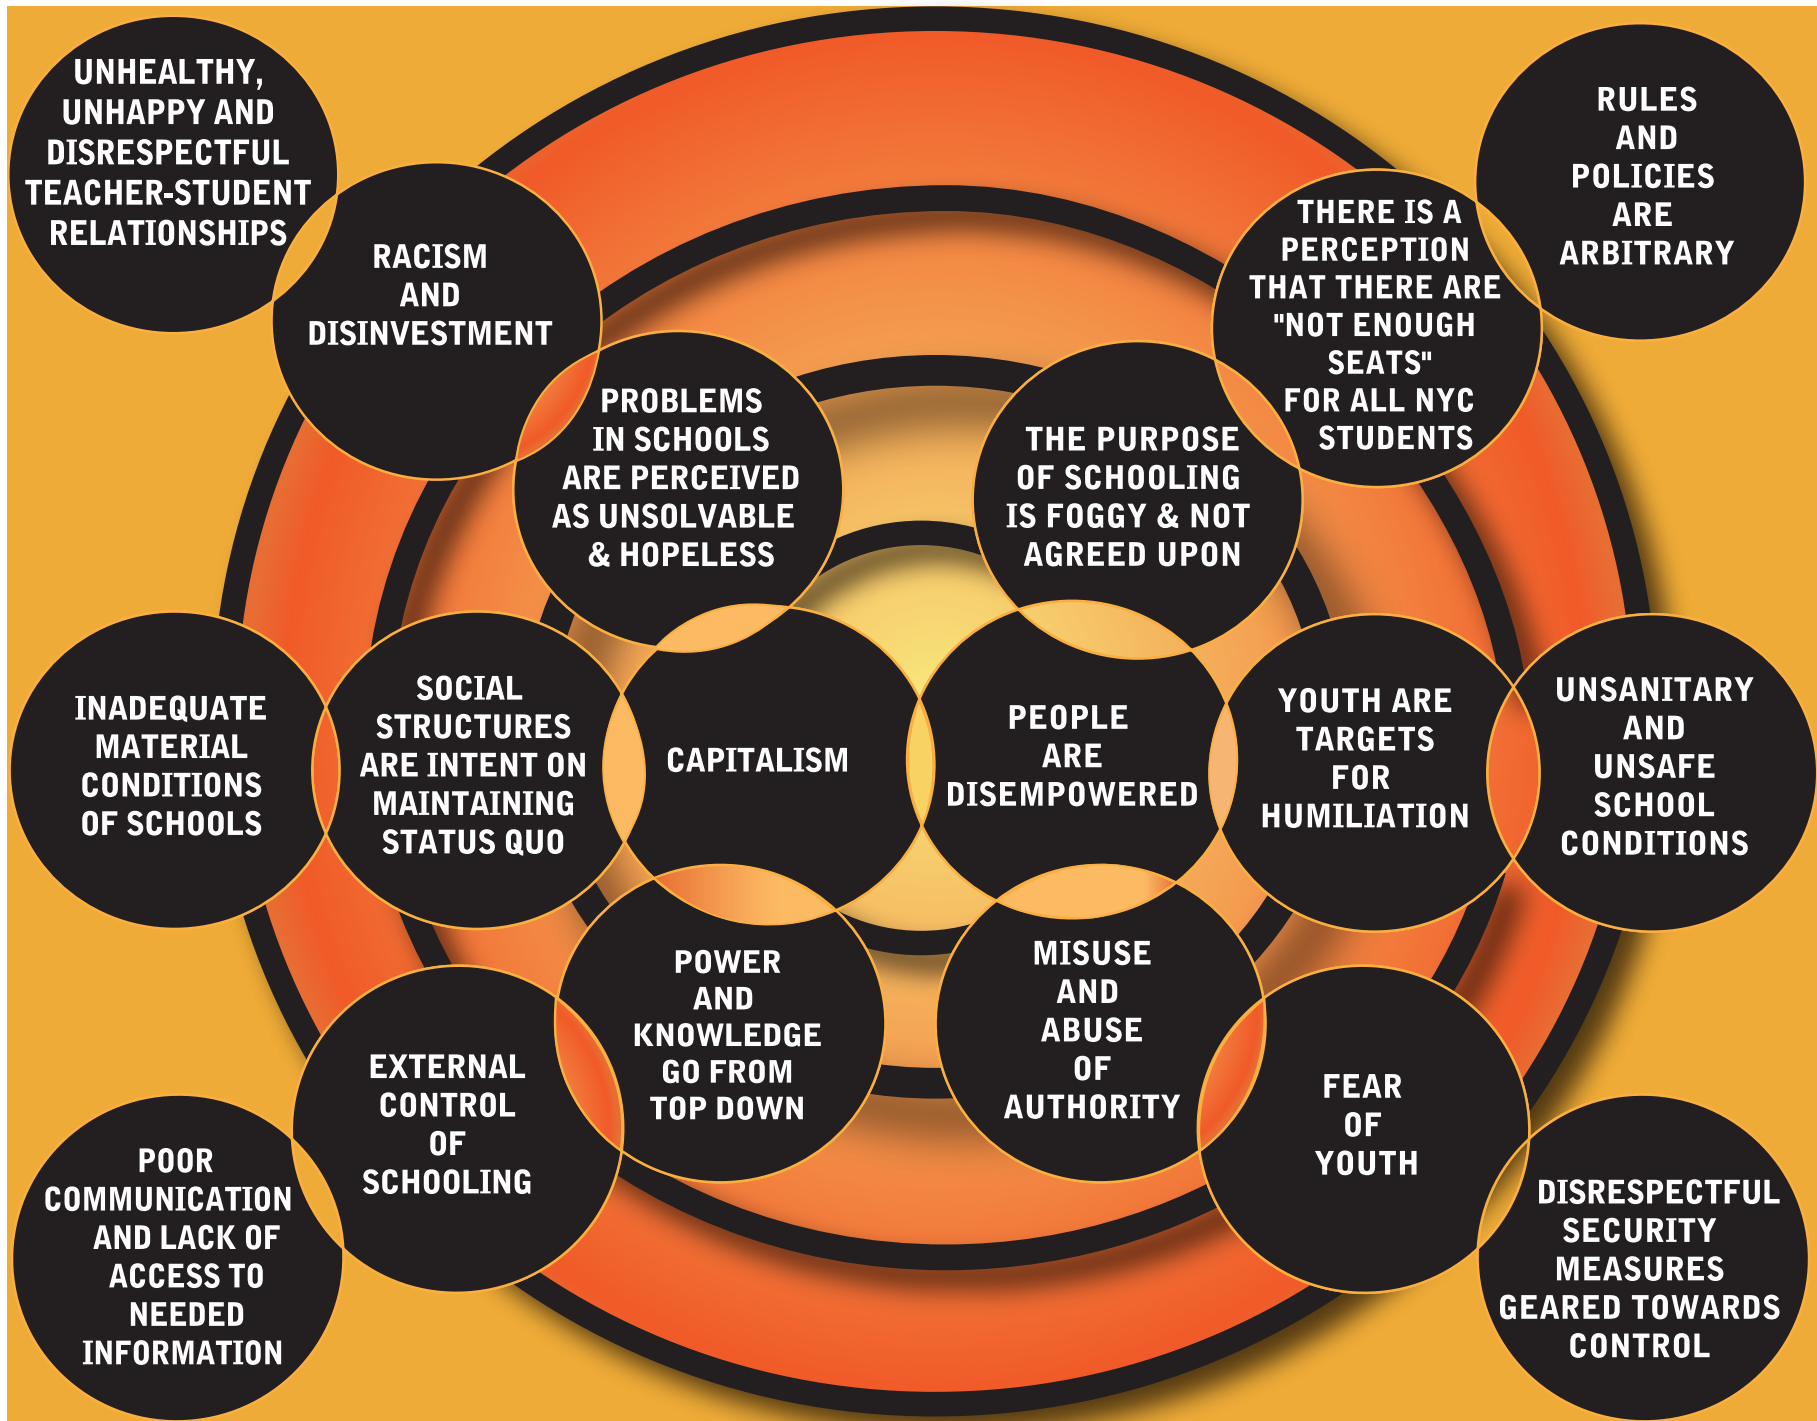 UNHEALTHY,
UNHAPPY AND
DISRESPECTFUL
TEACHER-STUDENT
RELATIONSHIPS
RACISM
AND
DISINVESTMENT
PROBLEMS
IN SCHOOLS
ARE PERCEIVED
AS UNSOLVABLE
& HOPELESS
THE PURPOSE
OF SCHOOLING
IS FOGGY & NOT
AGREED UPON
THERE IS A
PERCEPTION
THAT THERE ARE
"NOT ENOUGH
SEATS"
FOR ALL NYC
STUDENTS
RULES
AND
POLICIES
ARE
ARBITRARY
INADEQUATE
MATERIAL
CONDITIONS
OF SCHOOLS
SOCIAL
STRUCTURES
ARE INTENT ON
MAINTAINING
STATUS QUO
CAPITALISM
PEOPLE
ARE
DISEMPOWERED
YOUTH ARE
TARGETS
FOR
HUMILIATION
UNSANITARY
AND
UNSAFE
SCHOOL
CONDITIONS
POOR
COMMUNICATION
AND LACK OF
ACCESS TO
NEEDED
INFORMATION
EXTERNAL
CONTROL
OF
SCHOOLING
POWER
AND
KNOWLEDGE
GO FROM
TOP DOWN
MISUSE
AND
ABUSE
OF
AUTHORITY
FEAR
OF
YOUTH
DISRESPECTFUL
SECURITY
MEASURES
GEARED TOWARDS
CONTROL